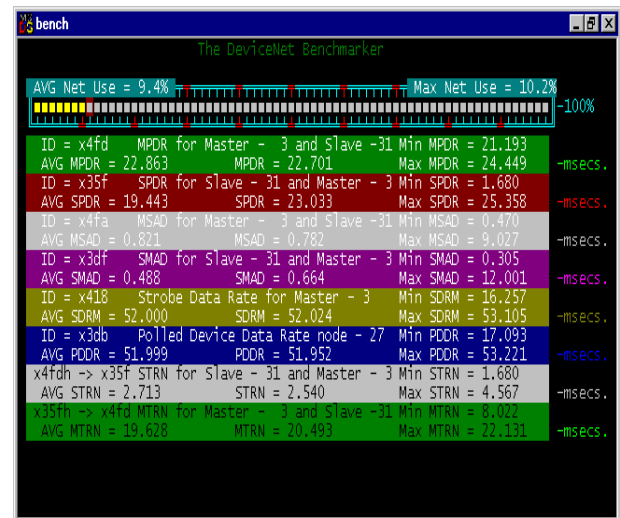 bench
The DeviceNet Benchmarker
AVG Net Use = 9.4% Max Net Use = 10.2%
-100%
ID = x4fd MPDR for Master - 3 and Slave -31 Min MPDR = 21.193
AVG MPDR = 22.863 MPDR = 22.701 Max MPDR = 24.449 -msecs.
ID = x35f SPDR for Slave - 31 and Master - 3 Min SPDR = 1.680
AVG SPDR = 19.443 SPDR = 23.033 Max SPDR = 25.358 -msecs.
ID = x4fa MSAD for Master - 3 and Slave -31 Min MSAD = 0.470
AVG MSAD = 0.821 MSAD = 0.782 Max MSAD = 9.027 -msecs.
ID = x3df SMAD for Slave - 31 and Master - 3 Min SMAD = 0.305
AVG SMAD = 0.488 SMAD = 0.664 Max SMAD = 12.001 -msecs.
ID = x418 Strobe Data Rate for Master - 3 Min SDRM = 16.257
AVG SDRM = 52.000 SDRM = 52.024 Max SDRM = 53.105 -msecs.
ID = x3db Polled Device Data Rate node - 27 Min PDDR = 17.093
AVG PDDR = 51.999 PDDR = 51.952 Max PDDR = 53.221 -msecs.
x4fdh -> x35f STRN for Slave - 31 and Master - 3 Min STRN = 1.680
AVG STRN = 2.713 STRN = 2.540 Max STRN = 4.567 -msecs.
x35fh -> x4fd MTRN for Master - 3 and Slave -31 Min MTRN = 8.022
AVG MTRN = 19.628 MTRN = 20.493 Max MTRN = 22.131 -msecs.